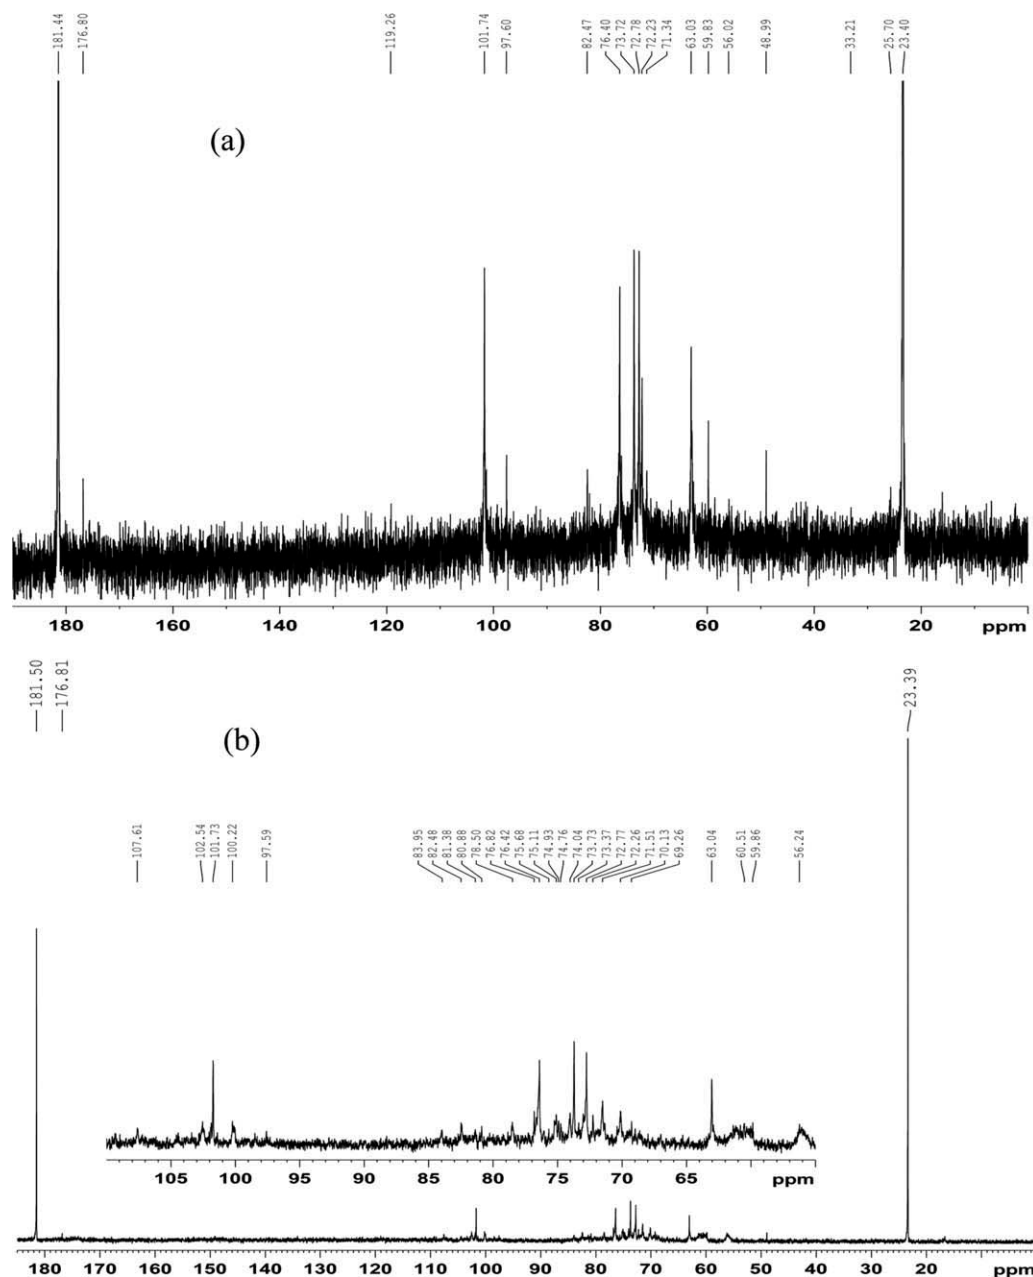 181.44 176.80 119.26 101.74 97.60 82.47 76.40 73.72 72.78 72.23 71.34 63.03 59.83 56.02 48.99 33.21 25.70 23.40
(a)
180 160 140 120 100 80 60 40 20 ppm
181.50 176.81 23.39
(b)
107.61 102.54 101.73 100.22 97.59 83.95 82.48 81.38 80.88 78.50 76.82 76.42 75.68 75.11 74.93 74.76 74.04 73.73 73.37 72.77 72.26 71.51 70.13 69.26 63.04 60.51 59.86 56.24
105 100 95 90 85 80 75 70 65 ppm
180 170 160 150 140 130 120 110 100 90 80 70 60 50 40 30 20 ppm